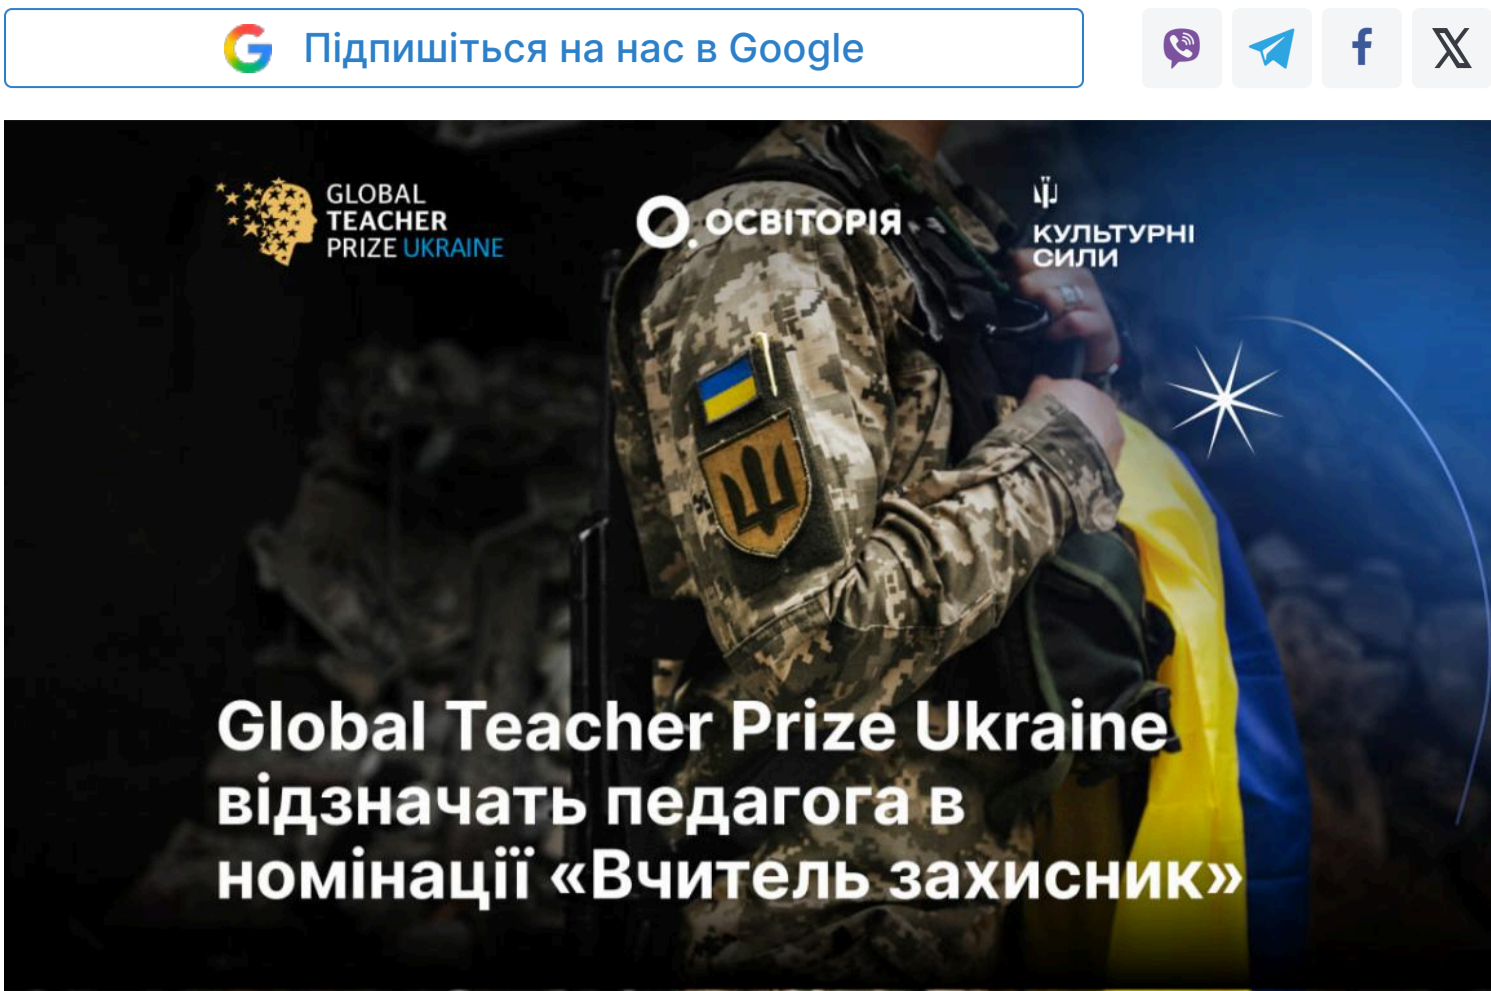 Підпишіться на нас в Google
GLOBAL
TEACHER
PRIZE UKRAINE
ОСВІТОРІЯ
КУЛЬТУРНІ
СИЛИ
Global Teacher Prize Ukraine
відзначать педагога в
номінації «Вчитель захисник»